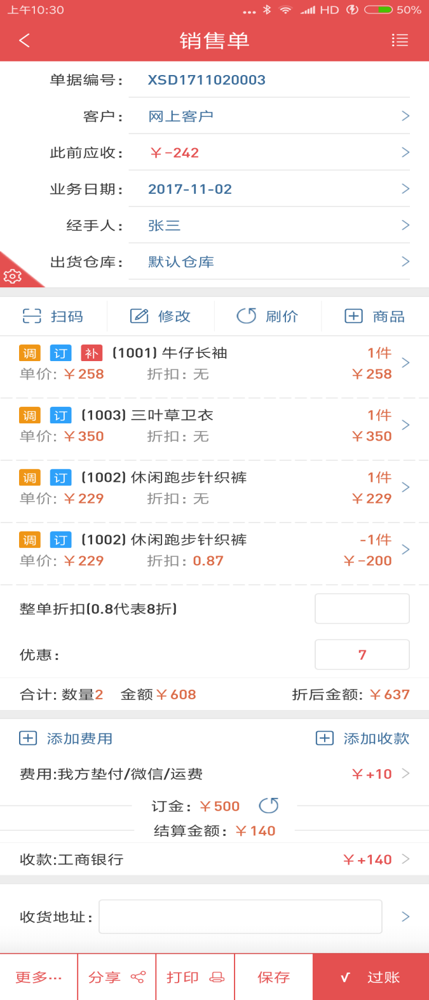 上午10:30 ... HD 50%
销售单
单据编号: XSD1711020003
客户: 网上客户
此前应收: ￥-242
业务日期: 2017-11-02
经手人: 张三
出货仓库: 默认仓库
扫码 修改 刷价 商品
调 订 补 (1001) 牛仔长袖 1件
单价: ￥258 折扣: 无 ￥258
调 订 (1003) 三叶草卫衣 1件
单价: ￥350 折扣: 无 ￥350
调 订 (1002) 休闲跑步针织裤 1件
单价: ￥229 折扣: 无 ￥229
调 订 (1002) 休闲跑步针织裤 -1件
单价: ￥229 折扣: 0.87 ￥-200
整单折扣(0.8代表8折)
优惠: 7
合计: 数量2 金额￥608 折后金额: ￥637
添加费用 添加收款
费用:我方垫付/微信/运费 ￥+10
订金: ￥500
结算金额: ￥140
收款:工商银行 ￥+140
收货地址:
更多··· 分享 打印 保存 √ 过账